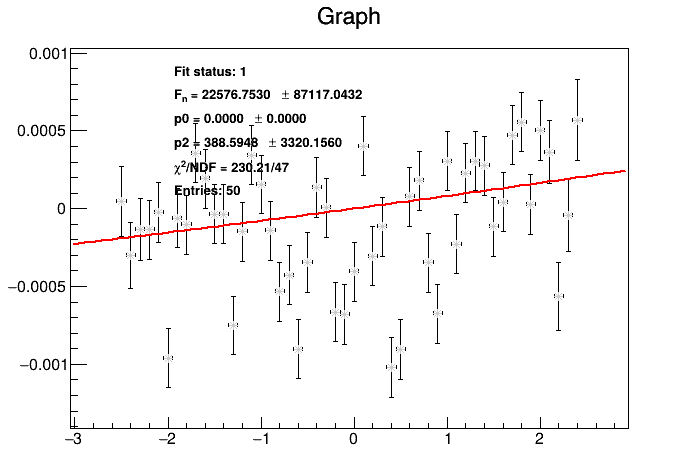 Graph
0.001
0.0005
0
−0.0005
−0.001
Fit status: 1
Fn = 22576.7530 ± 87117.0432
p0 = 0.0000 ± 0.0000
p2 = 388.5948 ± 3320.1560
χ²/NDF = 230.21/47
Entries: 50
−3 −2 −1 0 1 2